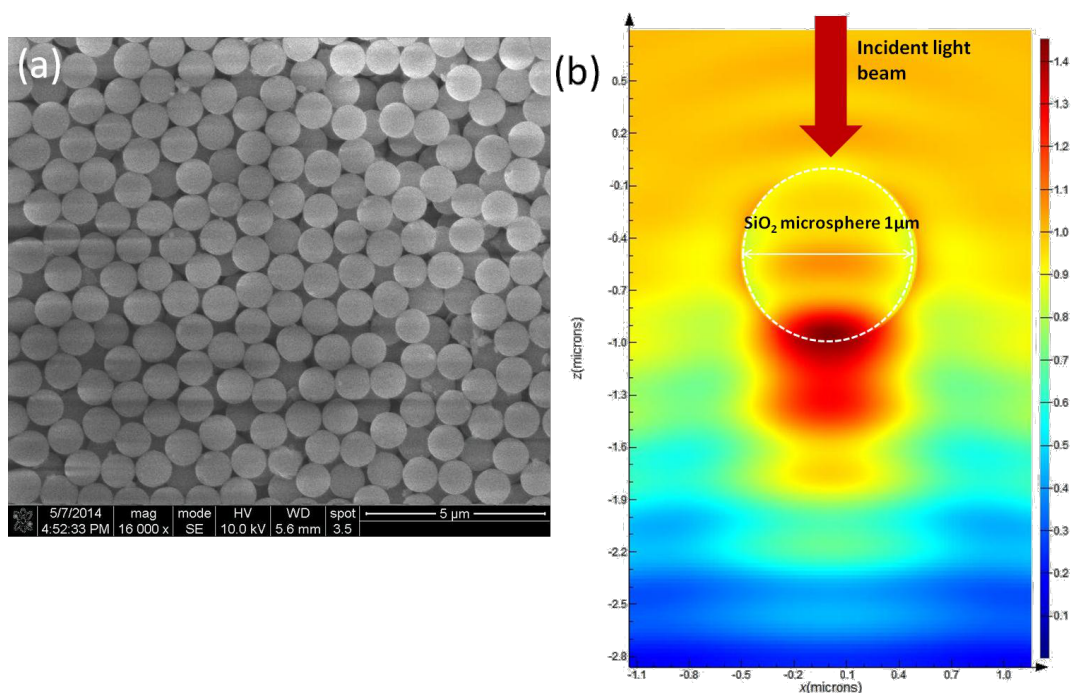 (a)
5/7/2014 mag mode HV WD spot
4:52:33 PM 16 000 x SE 10.0 kV 5.6 mm 3.5
5 µm
(b)
Incident light
beam
SiO₂ microsphere 1µm
z(microns)
0.5
0.2
-0.1
-0.4
-0.7
-1.0
-1.3
-1.6
-1.9
-2.2
-2.5
-2.8
-1.1 -0.8 -0.5 -0.2 0.1 0.4 0.7 1.0
x(microns)
1.4
1.3
1.2
1.1
1.0
0.9
0.8
0.7
0.6
0.5
0.4
0.3
0.2
0.1